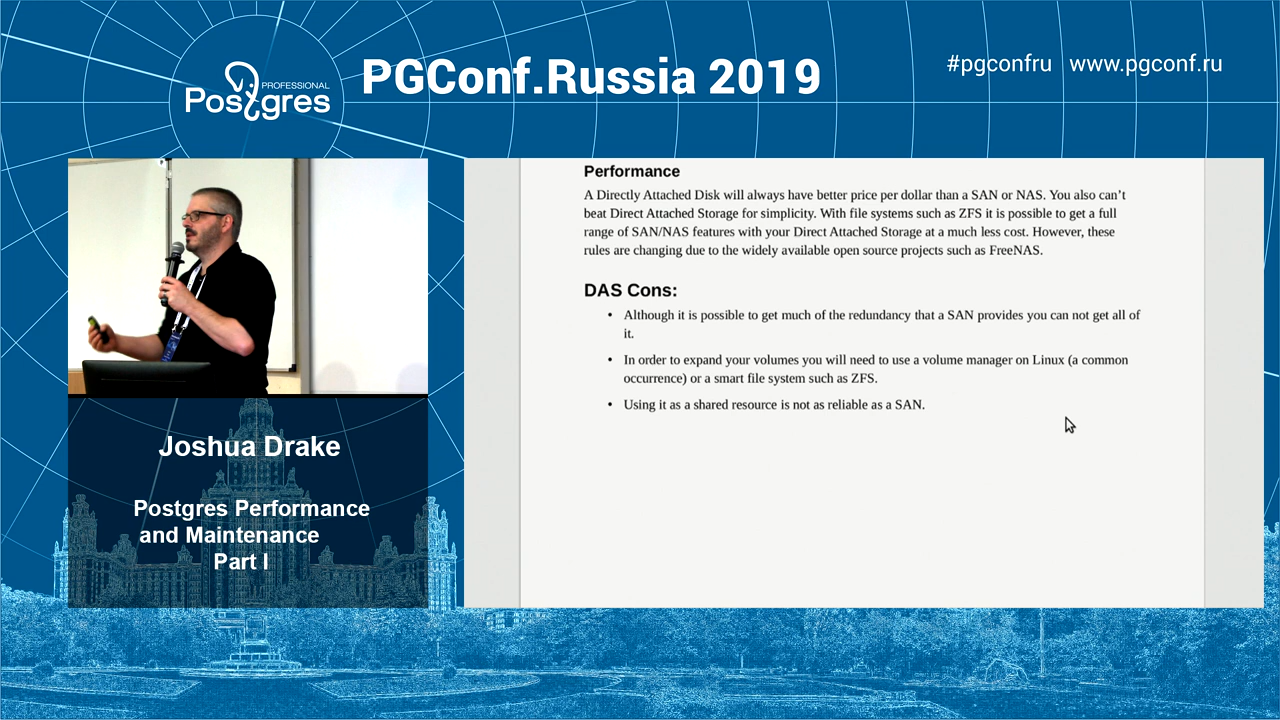 PROFESSIONAL
Postgres
PGConf.Russia 2019
#pgconfru www.pgconf.ru
Performance
A Directly Attached Disk will always have better price per dollar than a SAN or NAS. You also can’t
beat Direct Attached Storage for simplicity. With file systems such as ZFS it is possible to get a full
range of SAN/NAS features with your Direct Attached Storage at a much less cost. However, these
rules are changing due to the widely available open source projects such as FreeNAS.
DAS Cons:
• Although it is possible to get much of the redundancy that a SAN provides you can not get all of
it.
• In order to expand your volumes you will need to use a volume manager on Linux (a common
occurrence) or a smart file system such as ZFS.
• Using it as a shared resource is not as reliable as a SAN.
Joshua Drake
Postgres Performance
and Maintenance
Part I